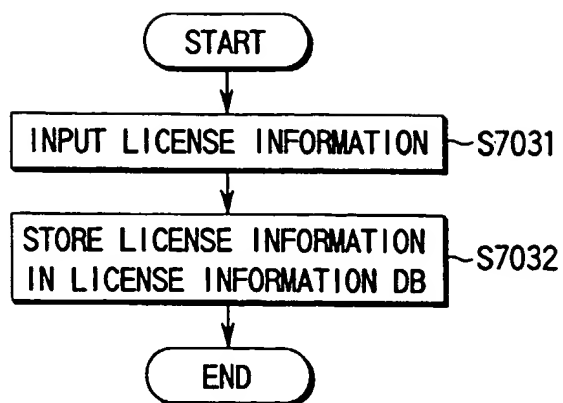 START
INPUT LICENSE INFORMATION
S7031
STORE LICENSE INFORMATION
IN LICENSE INFORMATION DB
S7032
END